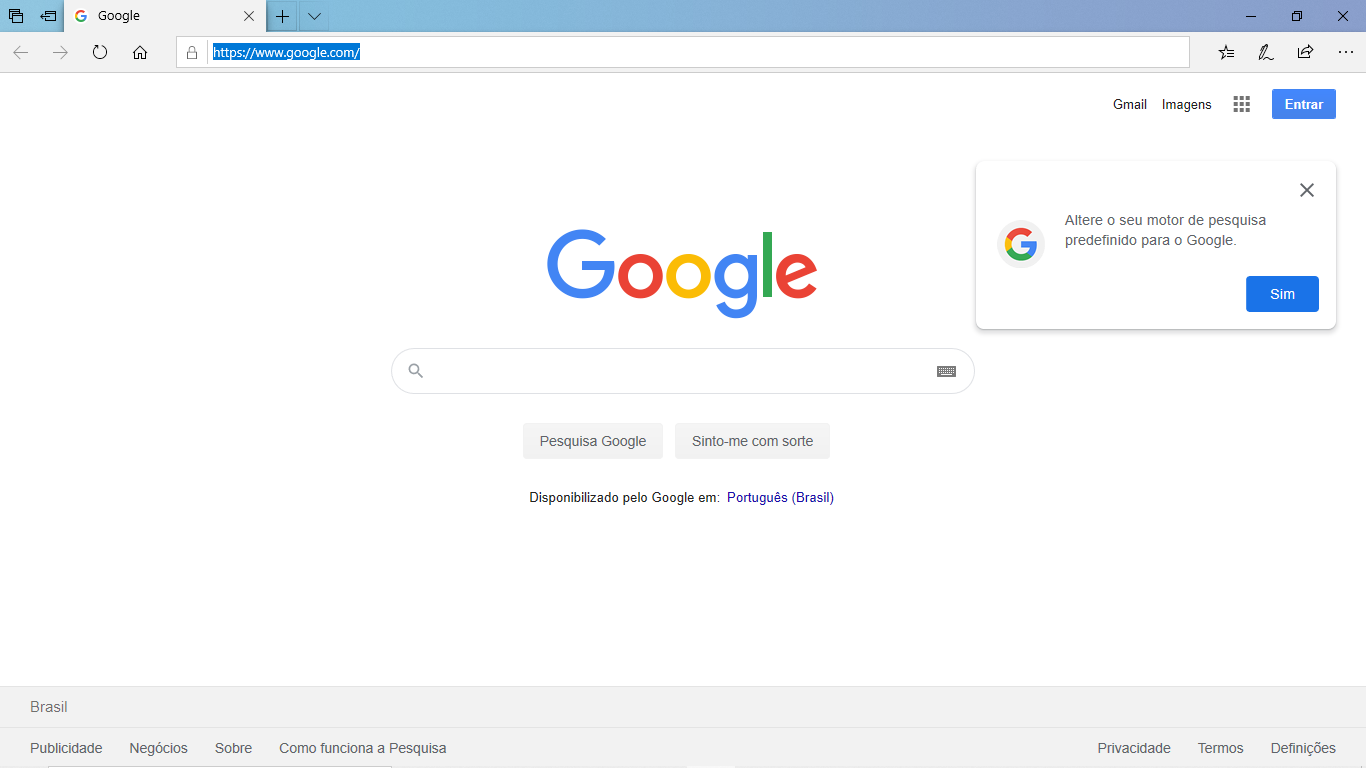 Google
https://www.google.com/
Gmail Imagens Entrar
Altere o seu motor de pesquisa
predefinido para o Google.
Sim
Google
Pesquisa Google Sinto-me com sorte
Disponibilizado pelo Google em: Português (Brasil)
Brasil
Publicidade Negócios Sobre Como funciona a Pesquisa Privacidade Termos Definições